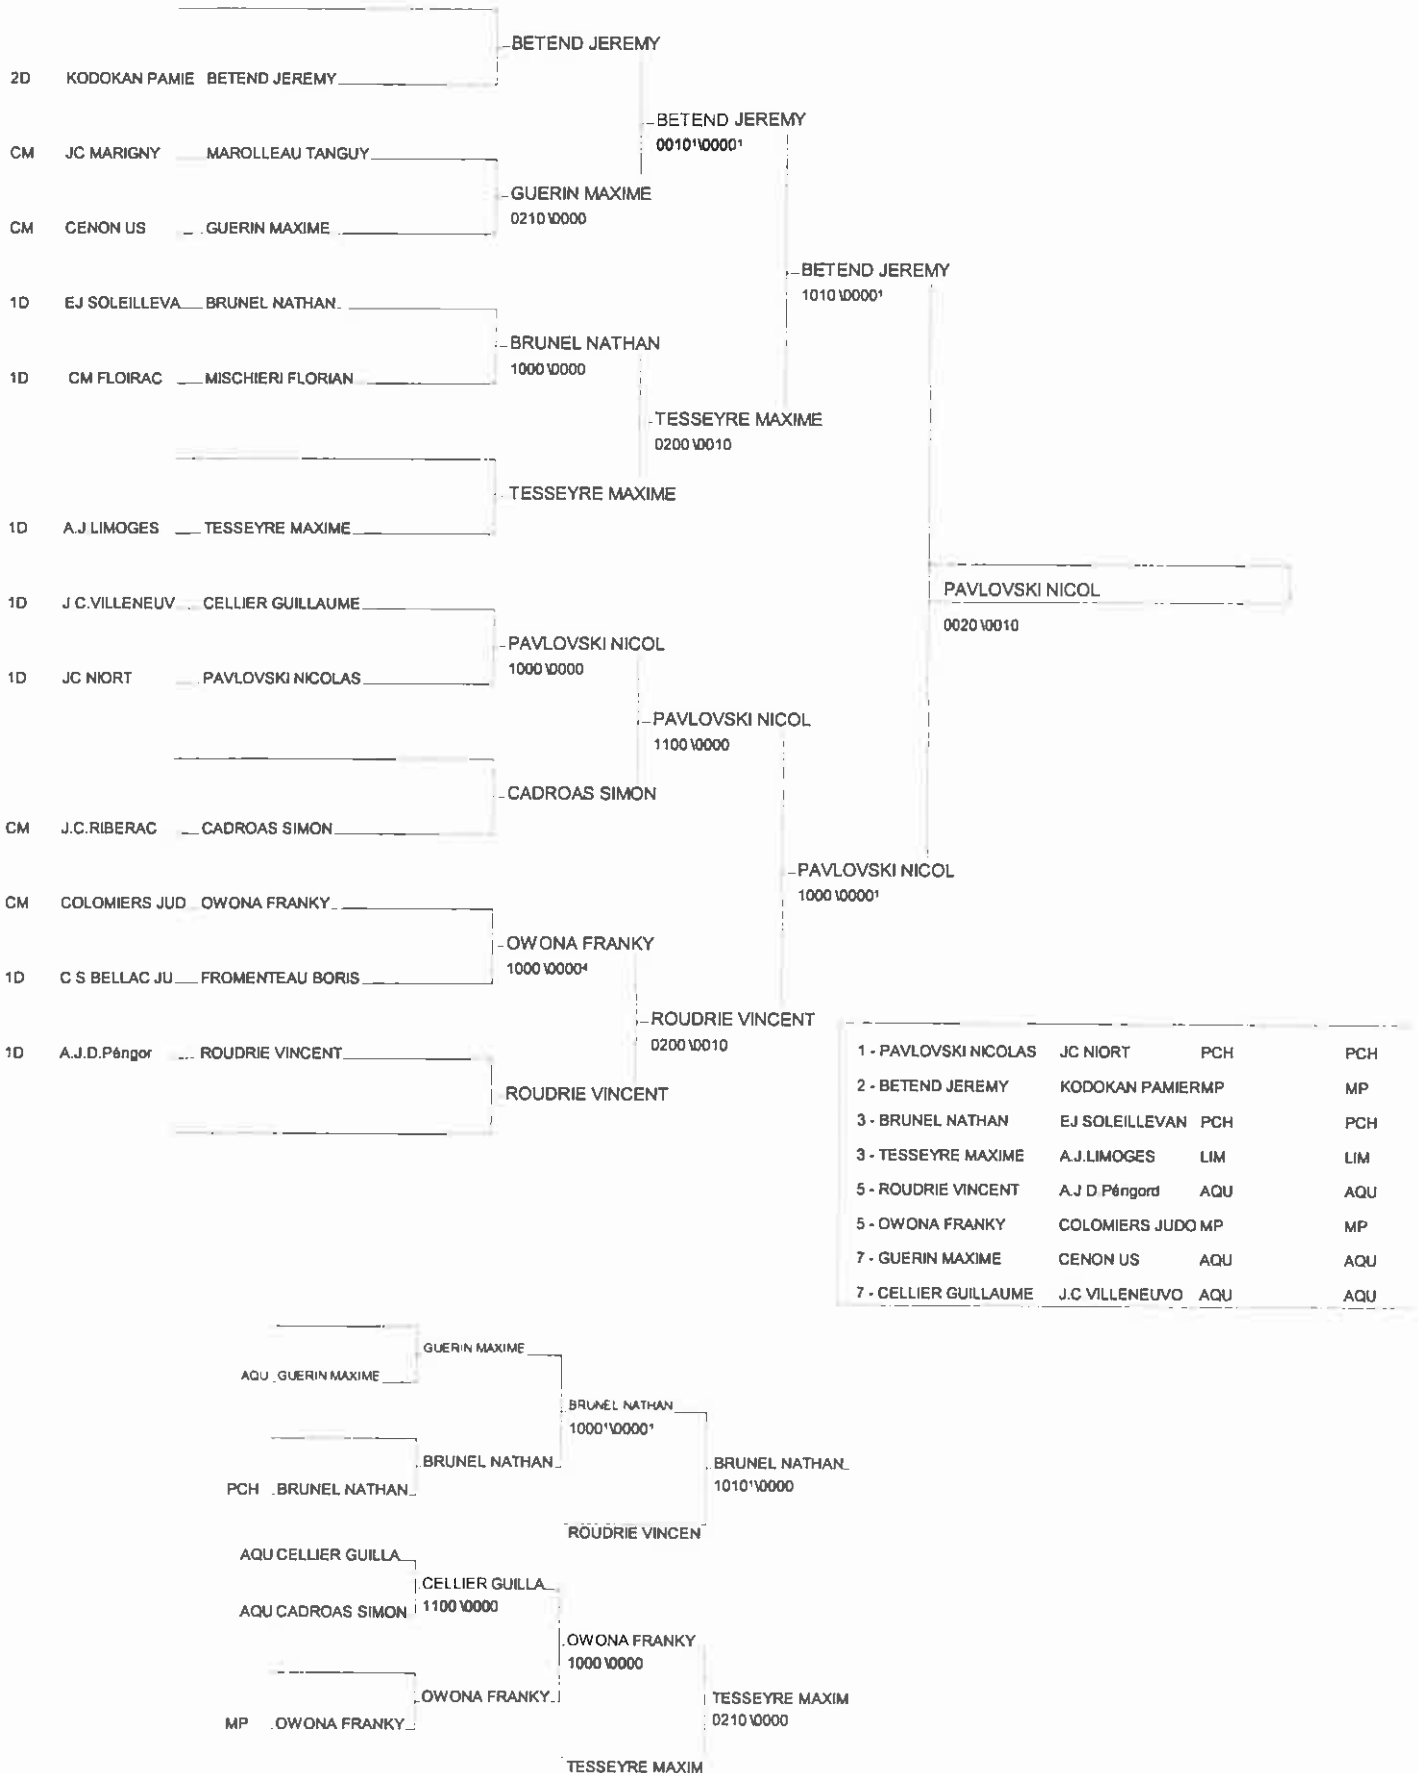 BETEND JEREMY
2D KODOKAN PAMIE BETEND JEREMY
BETEND JEREMY
0010¹\0000¹
CM JC MARIGNY MAROLLEAU TANGUY
GUERIN MAXIME
0210\0000
CM CENON US GUERIN MAXIME
BETEND JEREMY
1010\0000¹
1D EJ SOLEILLEVA BRUNEL NATHAN
BRUNEL NATHAN
1000\0000
1D CM FLOIRAC MISCHIERI FLORIAN
TESSEYRE MAXIME
0200\0010
TESSEYRE MAXIME
1D A.J LIMOGES TESSEYRE MAXIME
PAVLOVSKI NICOL
0020\0010
1D J C.VILLENEUV CELLIER GUILLAUME
PAVLOVSKI NICOL
1000\0000
1D JC NIORT PAVLOVSKI NICOLAS
PAVLOVSKI NICOL
1100\0000
CADROAS SIMON
CM J.C.RIBERAC CADROAS SIMON
PAVLOVSKI NICOL
1000\0000¹
CM COLOMIERS JUD OWONA FRANKY
OWONA FRANKY
1000\0000⁴
1D C S BELLAC JU FROMENTEAU BORIS
ROUDRIE VINCENT
0200\0010
1D A.J.D.Péngor ROUDRIE VINCENT
ROUDRIE VINCENT
1 - PAVLOVSKI NICOLAS JC NIORT PCH PCH
2 - BETEND JEREMY KODOKAN PAMIERMP MP
3 - BRUNEL NATHAN EJ SOLEILLEVAN PCH PCH
3 - TESSEYRE MAXIME A.J.LIMOGES LIM LIM
5 - ROUDRIE VINCENT A.J D.Péngord AQU AQU
5 - OWONA FRANKY COLOMIERS JUDO MP MP
7 - GUERIN MAXIME CENON US AQU AQU
7 - CELLIER GUILLAUME J.C VILLENEUVO AQU AQU
GUERIN MAXIME
AQU GUERIN MAXIME
BRUNEL NATHAN
1000¹\0000¹
BRUNEL NATHAN
PCH BRUNEL NATHAN
BRUNEL NATHAN
1010¹\0000
ROUDRIE VINCEN
AQU CELLIER GUILLA
CELLIER GUILLA
1100\0000
AQU CADROAS SIMON
OWONA FRANKY
1000\0000
OWONA FRANKY
MP OWONA FRANKY
TESSEYRE MAXIM
0210\0000
TESSEYRE MAXIM